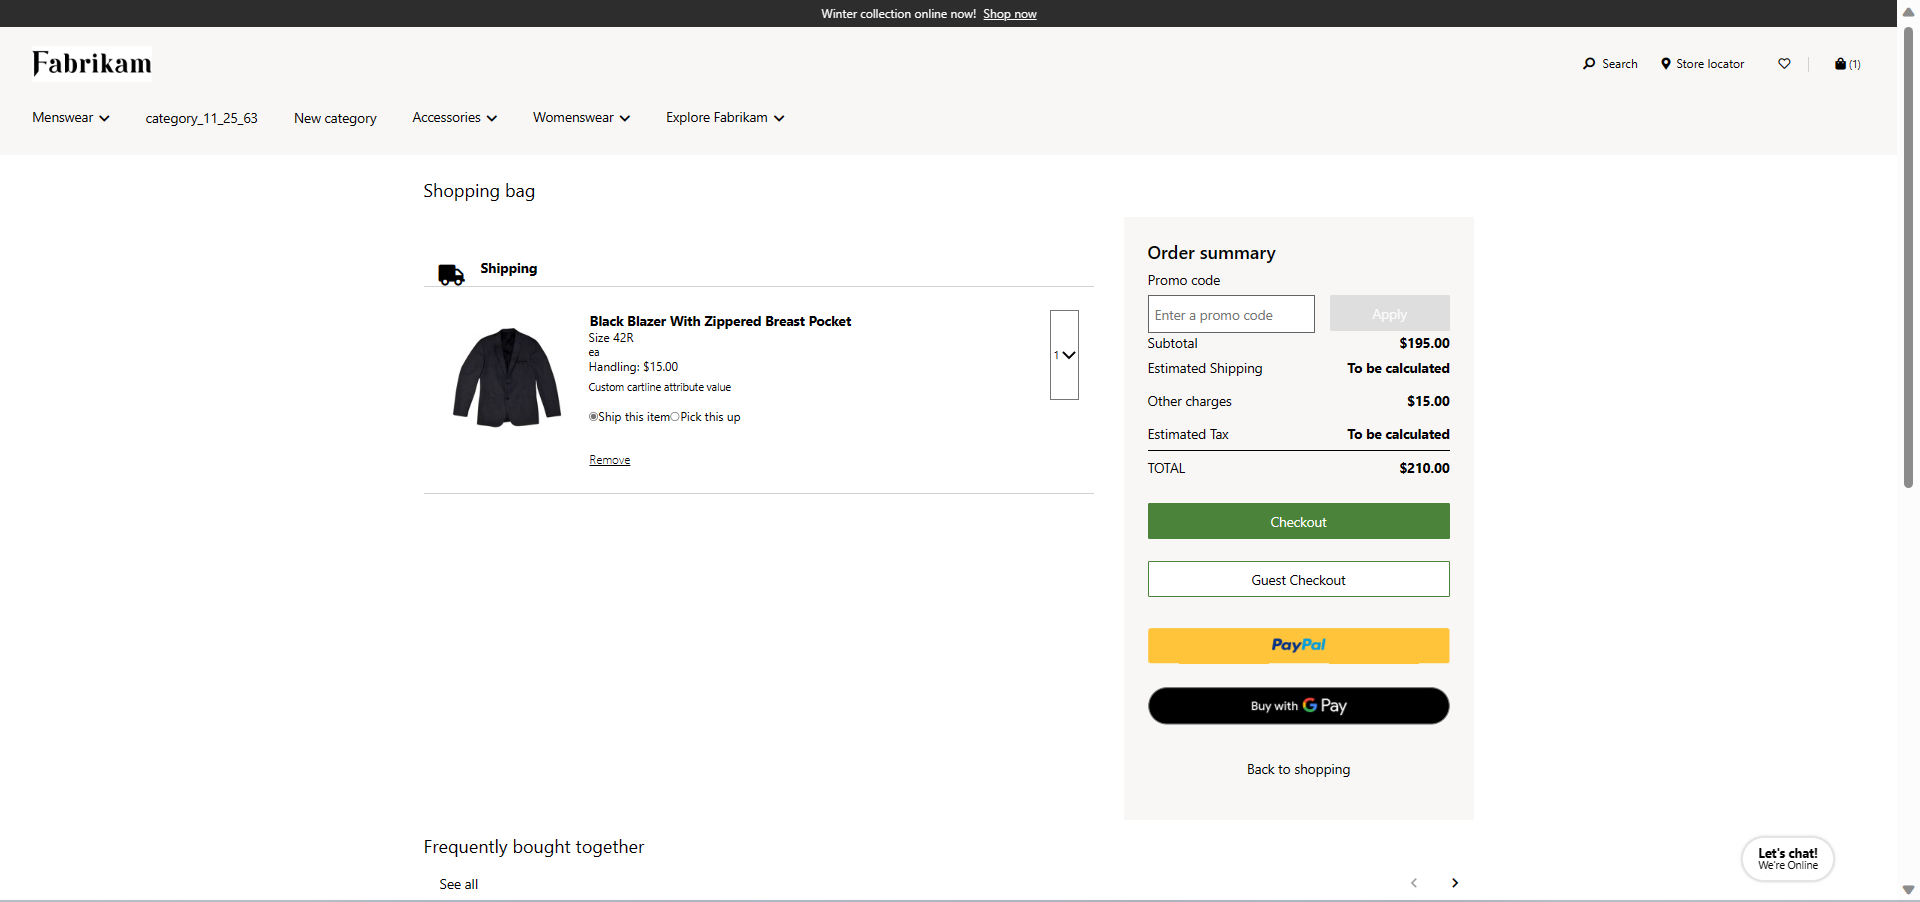 Winter collection online now! Shop now
Fabrikam
Search
Store locator
(1)
Menswear
category_11_25_63
New category
Accessories
Womenswear
Explore Fabrikam
Shopping bag
Shipping
Black Blazer With Zippered Breast Pocket
Size 42R
ea
Handling: $15.00
Custom cartline attribute value
Ship this item Pick this up
Remove
1
Order summary
Promo code
Enter a promo code
Apply
Subtotal $195.00
Estimated Shipping To be calculated
Other charges $15.00
Estimated Tax To be calculated
TOTAL $210.00
Checkout
Guest Checkout
PayPal
Buy with G Pay
Back to shopping
Frequently bought together
See all
Let's chat!
We're Online